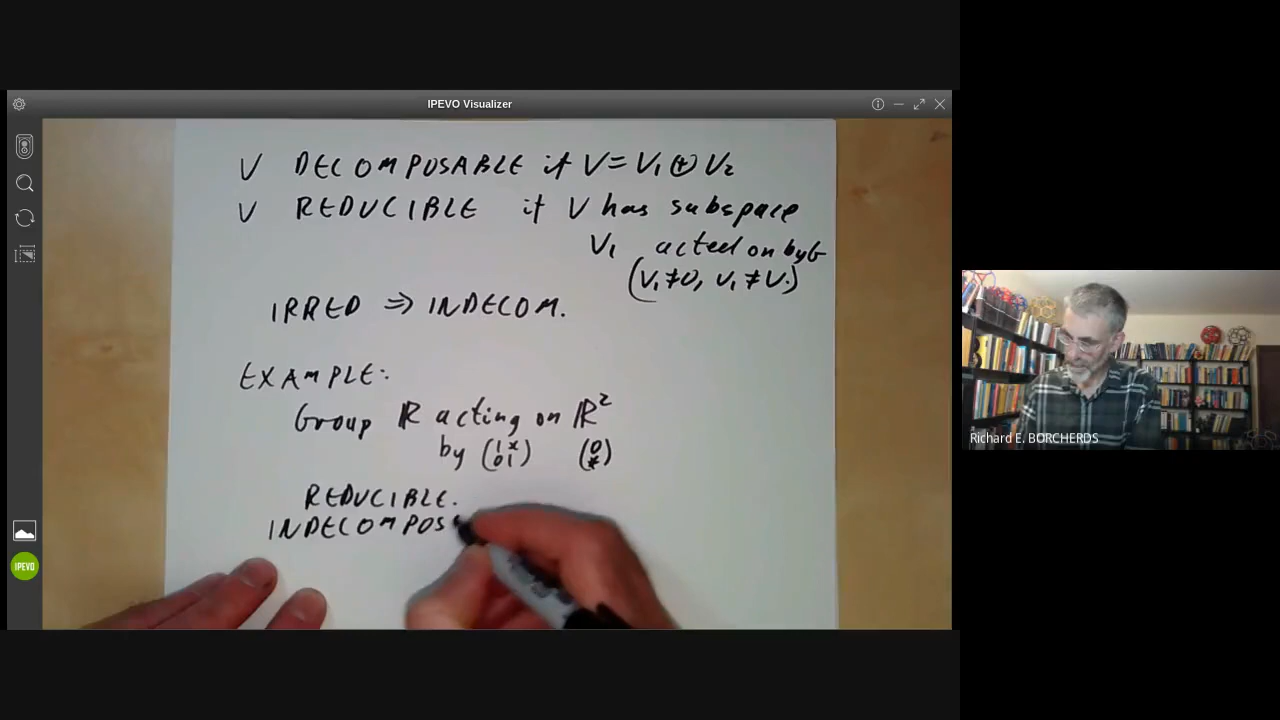 IPEVO Visualizer
V DECOMPOSABLE if V = V₁ ⊕ V₂
V REDUCIBLE if V has subspace
V₁ acted on by G
(V₁ ≠ 0, V₁ ≠ V.)
IRRED ⇒ INDECOM.
EXAMPLE:
Group ℝ acting on ℝ²
by (1 x
0 1) (0
*)
REDUCIBLE.
INDECOMPOS
Richard E. BORCHERDS
IPEVO